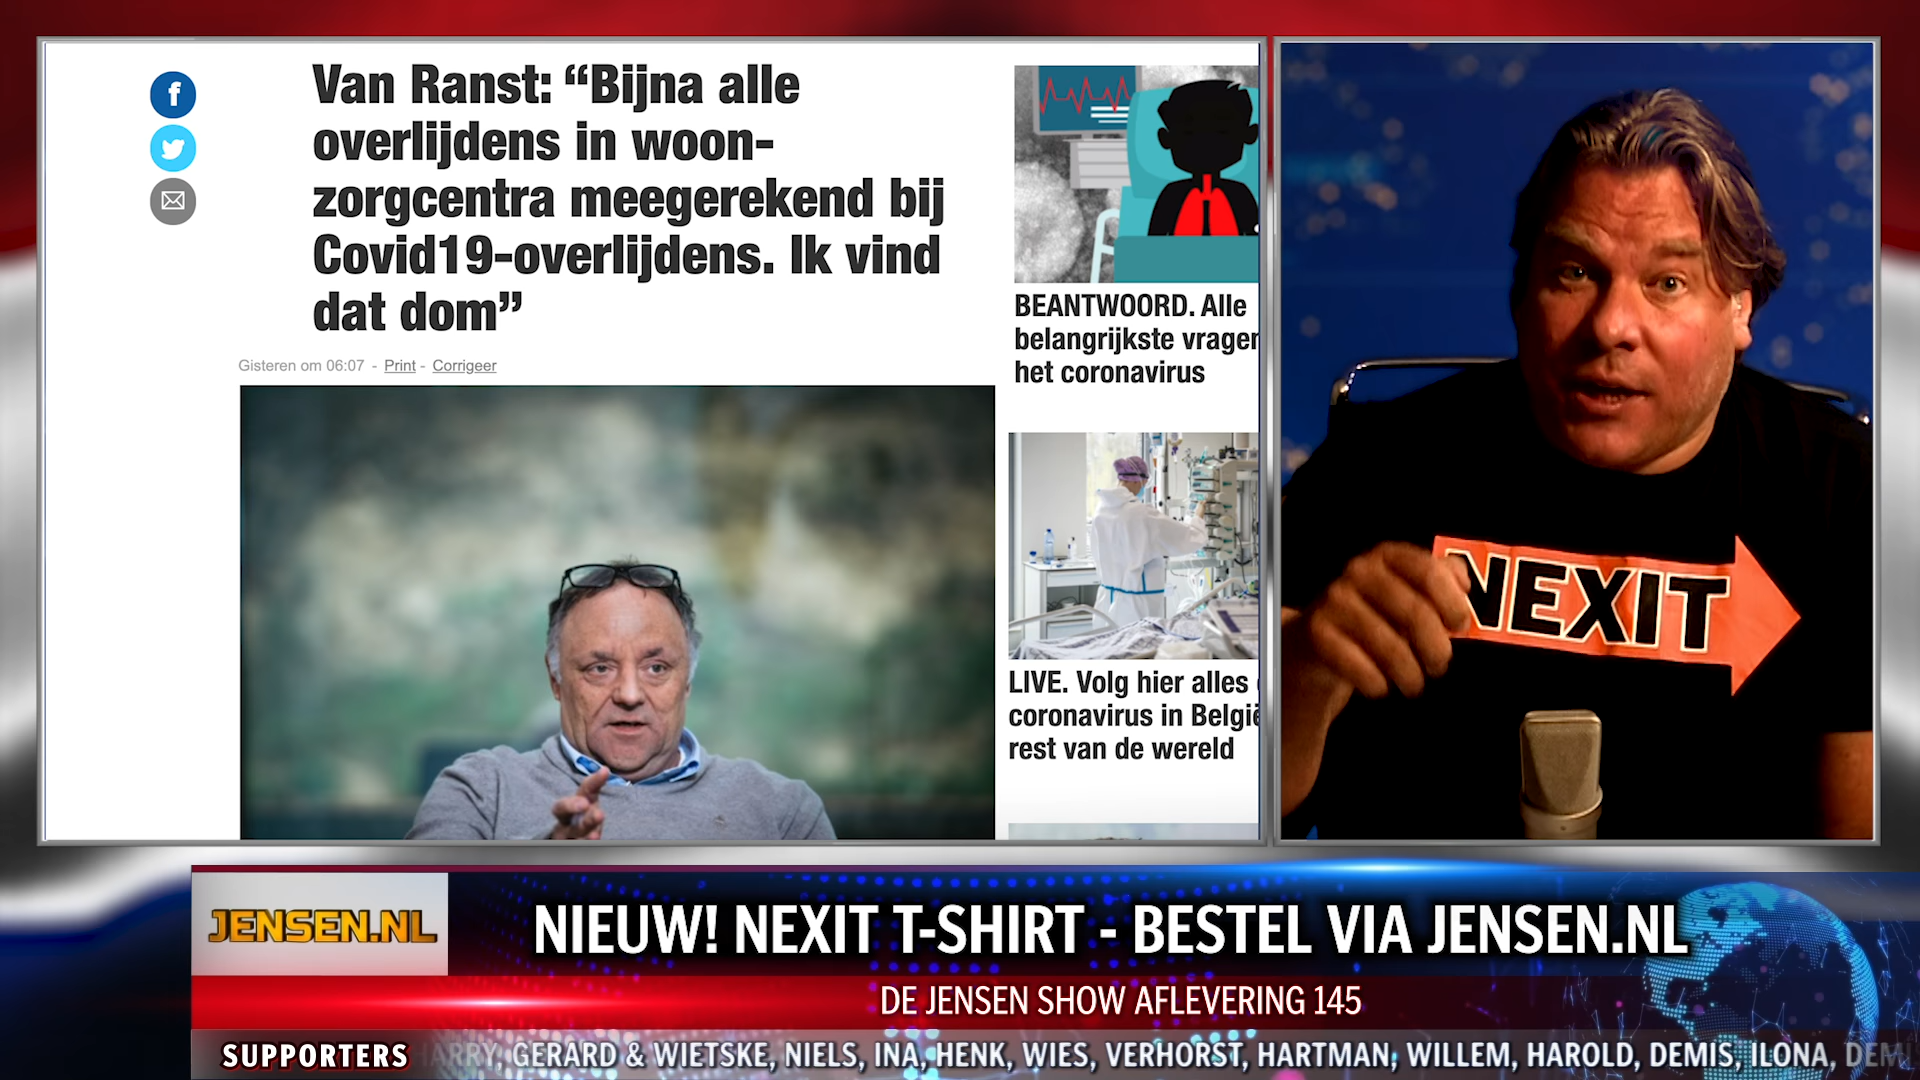 f
Van Ranst: “Bijna alle
overlijdens in woon-
zorgcentra meegerekend bij
Covid19-overlijdens. Ik vind
dat dom”
Gisteren om 06:07 - Print - Corrigeer
BEANTWOORD. Alle
belangrijkste vragen
het coronavirus
LIVE. Volg hier alles
coronavirus in België
rest van de wereld
NEXIT
JENSEN.NL
NIEUW! NEXIT T-SHIRT - BESTEL VIA JENSEN.NL
DE JENSEN SHOW AFLEVERING 145
SUPPORTERS HARRY, GERARD & WIETSKE, NIELS, INA, HENK, WIES, VERHORST, HARTMAN, WILLEM, HAROLD, DEMIS, ILONA,